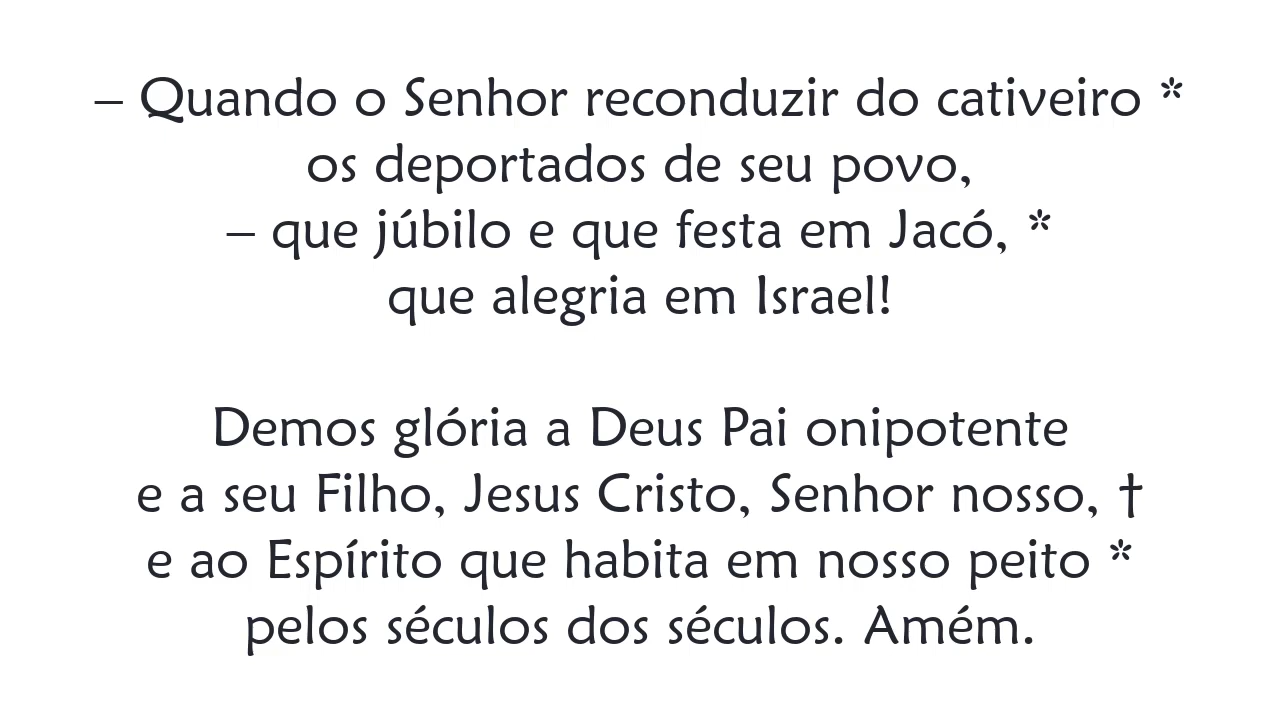 – Quando o Senhor reconduzir do cativeiro *
os deportados de seu povo,
– que júbilo e que festa em Jacó, *
que alegria em Israel!
Demos glória a Deus Pai onipotente
e a seu Filho, Jesus Cristo, Senhor nosso, †
e ao Espírito que habita em nosso peito *
pelos séculos dos séculos. Amém.